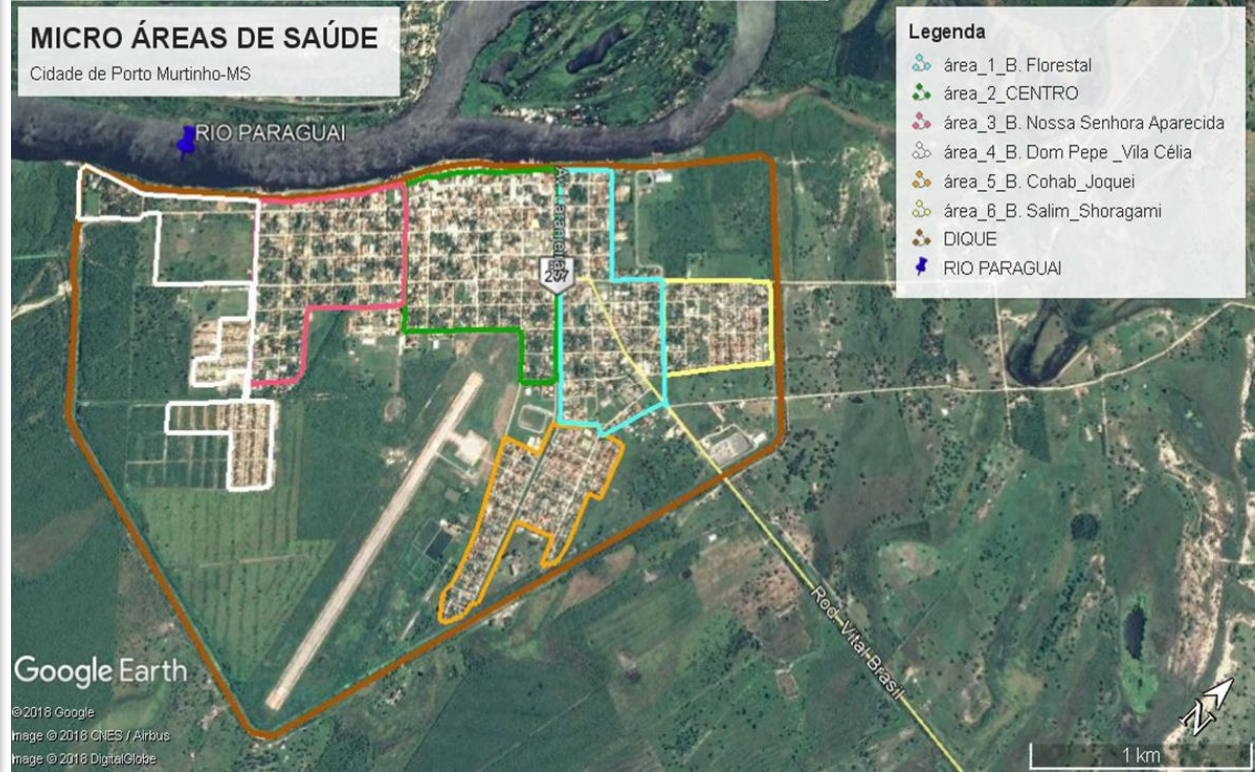 MICRO ÁREAS DE SAÚDE
Cidade de Porto Murtinho-MS
Legenda
área_1_B. Florestal
área_2_CENTRO
área_3_B. Nossa Senhora Aparecida
área_4_B. Dom Pepe _Vila Célia
área_5_B. Cohab_Joquei
área_6_B. Salim_Shoragami
DIQUE
RIO PARAGUAI
RIO PARAGUAI
267
Rod. Vital Brasil
Google Earth
©2018 Google
Image © 2018 CNES / Airbus
Image © 2018 DigitalGlobe
N
1 km